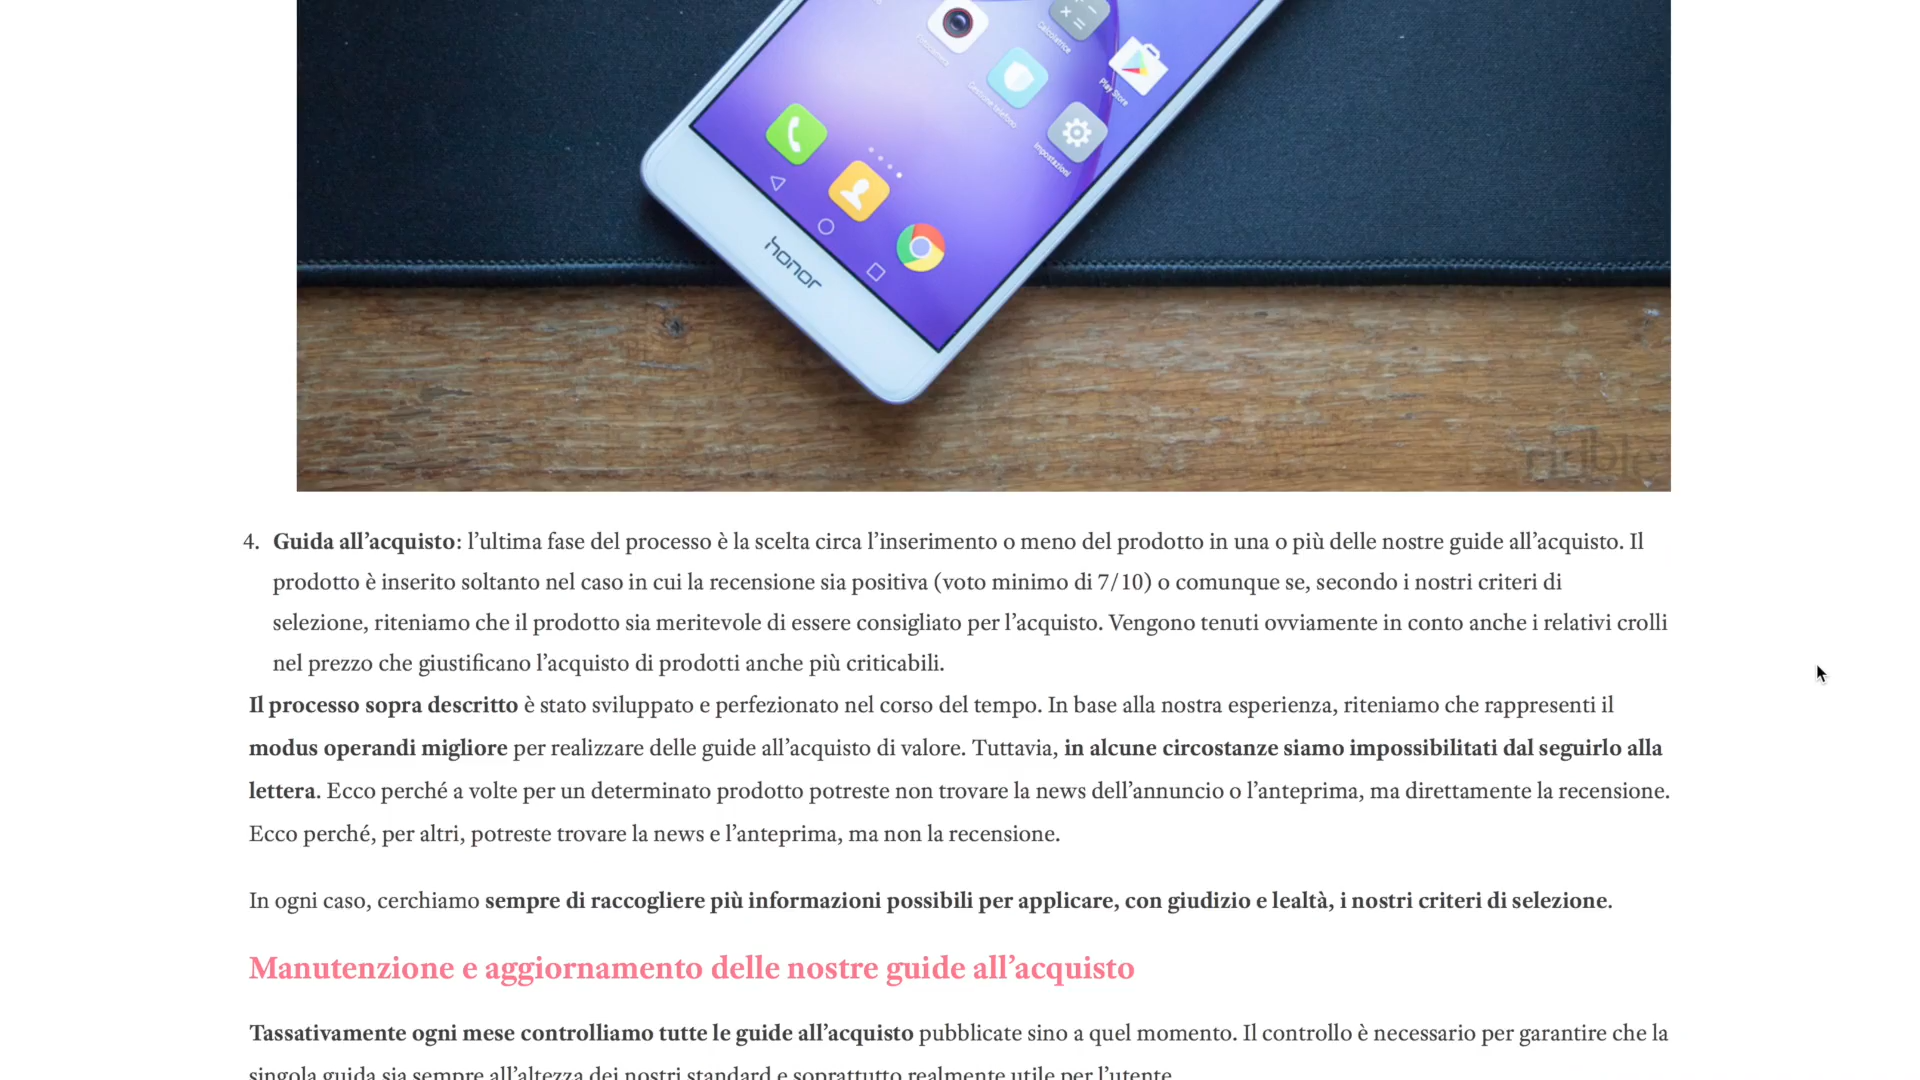 Fotocamera
Calcolatrice
Play Store
Gestione telefono
Impostazioni
honor
4. Guida all’acquisto: l’ultima fase del processo è la scelta circa l’inserimento o meno del prodotto in una o più delle nostre guide all’acquisto. Il
prodotto è inserito soltanto nel caso in cui la recensione sia positiva (voto minimo di 7/10) o comunque se, secondo i nostri criteri di
selezione, riteniamo che il prodotto sia meritevole di essere consigliato per l’acquisto. Vengono tenuti ovviamente in conto anche i relativi crolli
nel prezzo che giustificano l’acquisto di prodotti anche più criticabili.
Il processo sopra descritto è stato sviluppato e perfezionato nel corso del tempo. In base alla nostra esperienza, riteniamo che rappresenti il
modus operandi migliore per realizzare delle guide all’acquisto di valore. Tuttavia, in alcune circostanze siamo impossibilitati dal seguirlo alla
lettera. Ecco perché a volte per un determinato prodotto potreste non trovare la news dell’annuncio o l’anteprima, ma direttamente la recensione.
Ecco perché, per altri, potreste trovare la news e l’anteprima, ma non la recensione.
In ogni caso, cerchiamo sempre di raccogliere più informazioni possibili per applicare, con giudizio e lealtà, i nostri criteri di selezione.
Manutenzione e aggiornamento delle nostre guide all’acquisto
Tassativamente ogni mese controlliamo tutte le guide all’acquisto pubblicate sino a quel momento. Il controllo è necessario per garantire che la
singola guida sia sempre all’altezza dei nostri standard e soprattutto realmente utile per l’utente.